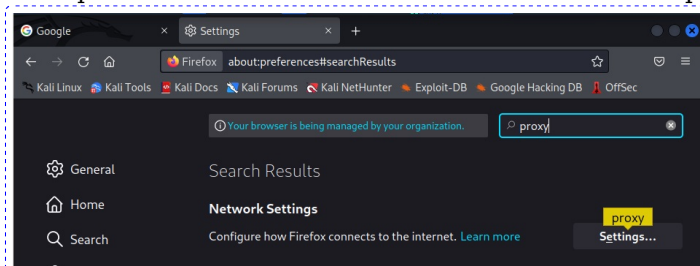 Google
Settings
Firefox about:preferences#searchResults
Kali Linux Kali Tools Kali Docs Kali Forums Kali NetHunter Exploit-DB Google Hacking DB OffSec
Your browser is being managed by your organization.
proxy
General
Search Results
Home
Network Settings
proxy
Search
Configure how Firefox connects to the internet. Learn more
Settings...